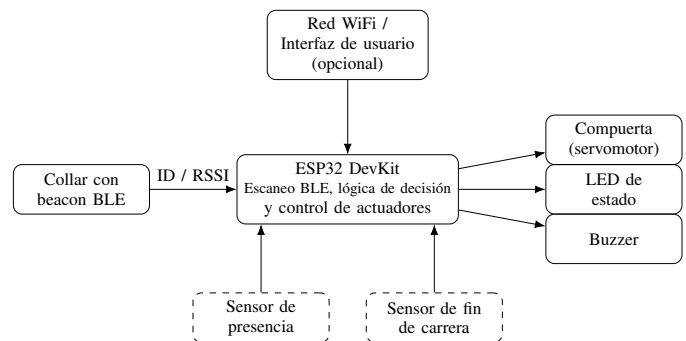 Red WiFi /
Interfaz de usuario
(opcional)
Collar con
beacon BLE
ID / RSSI
ESP32 DevKit
Escaneo BLE, lógica de decisión
y control de actuadores
Compuerta
(servomotor)
LED de
estado
Buzzer
Sensor de
presencia
Sensor de fin
de carrera